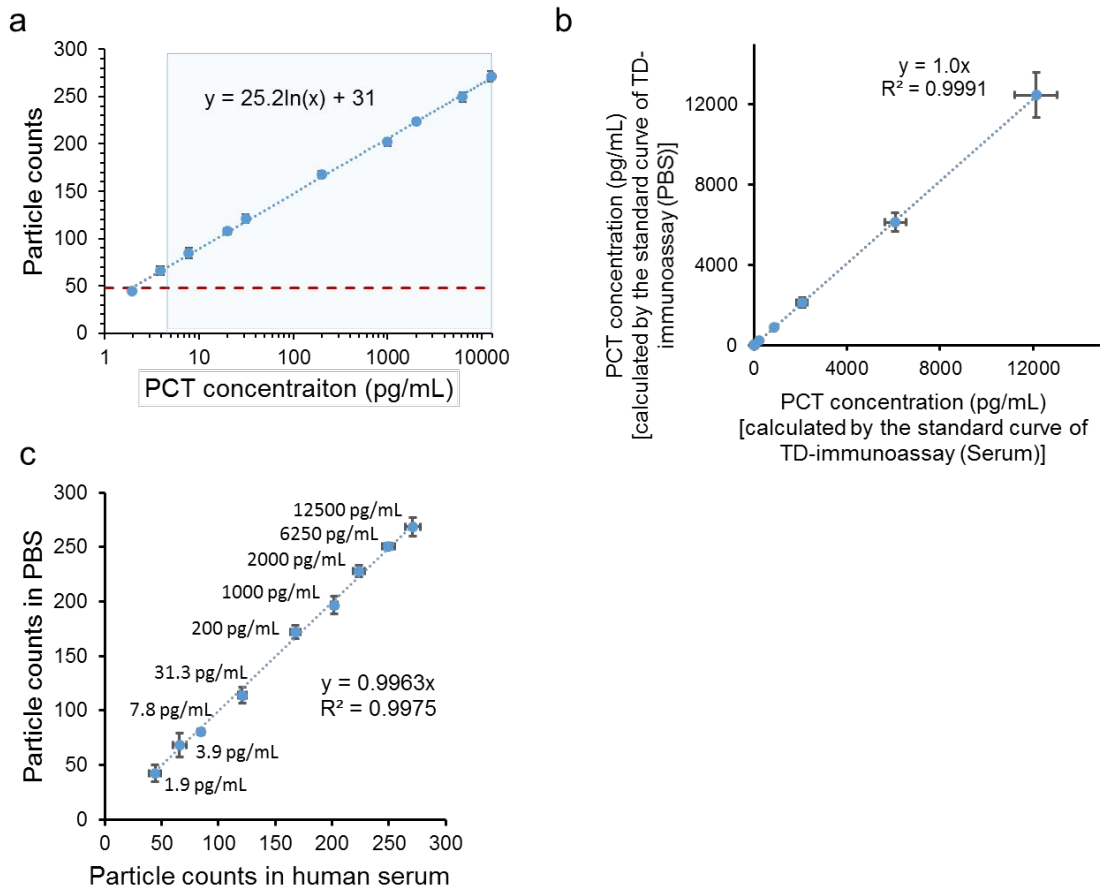 a
300
250
200
150
100
50
0
Particle counts
y = 25.2ln(x) + 31
1 10 100 1000 10000
PCT concentraiton (pg/mL)
b
PCT concentration (pg/mL)
[calculated by the standard curve of TD-
immunoassay (PBS)]
12000
8000
4000
0
y = 1.0x
R² = 0.9991
0 4000 8000 12000
PCT concentration (pg/mL)
[calculated by the standard curve of
TD-immunoassay (Serum)]
c
300
250
200
150
100
50
0
Particle counts in PBS
12500 pg/mL
6250 pg/mL
2000 pg/mL
1000 pg/mL
200 pg/mL
31.3 pg/mL
7.8 pg/mL
3.9 pg/mL
1.9 pg/mL
y = 0.9963x
R² = 0.9975
0 50 100 150 200 250 300
Particle counts in human serum